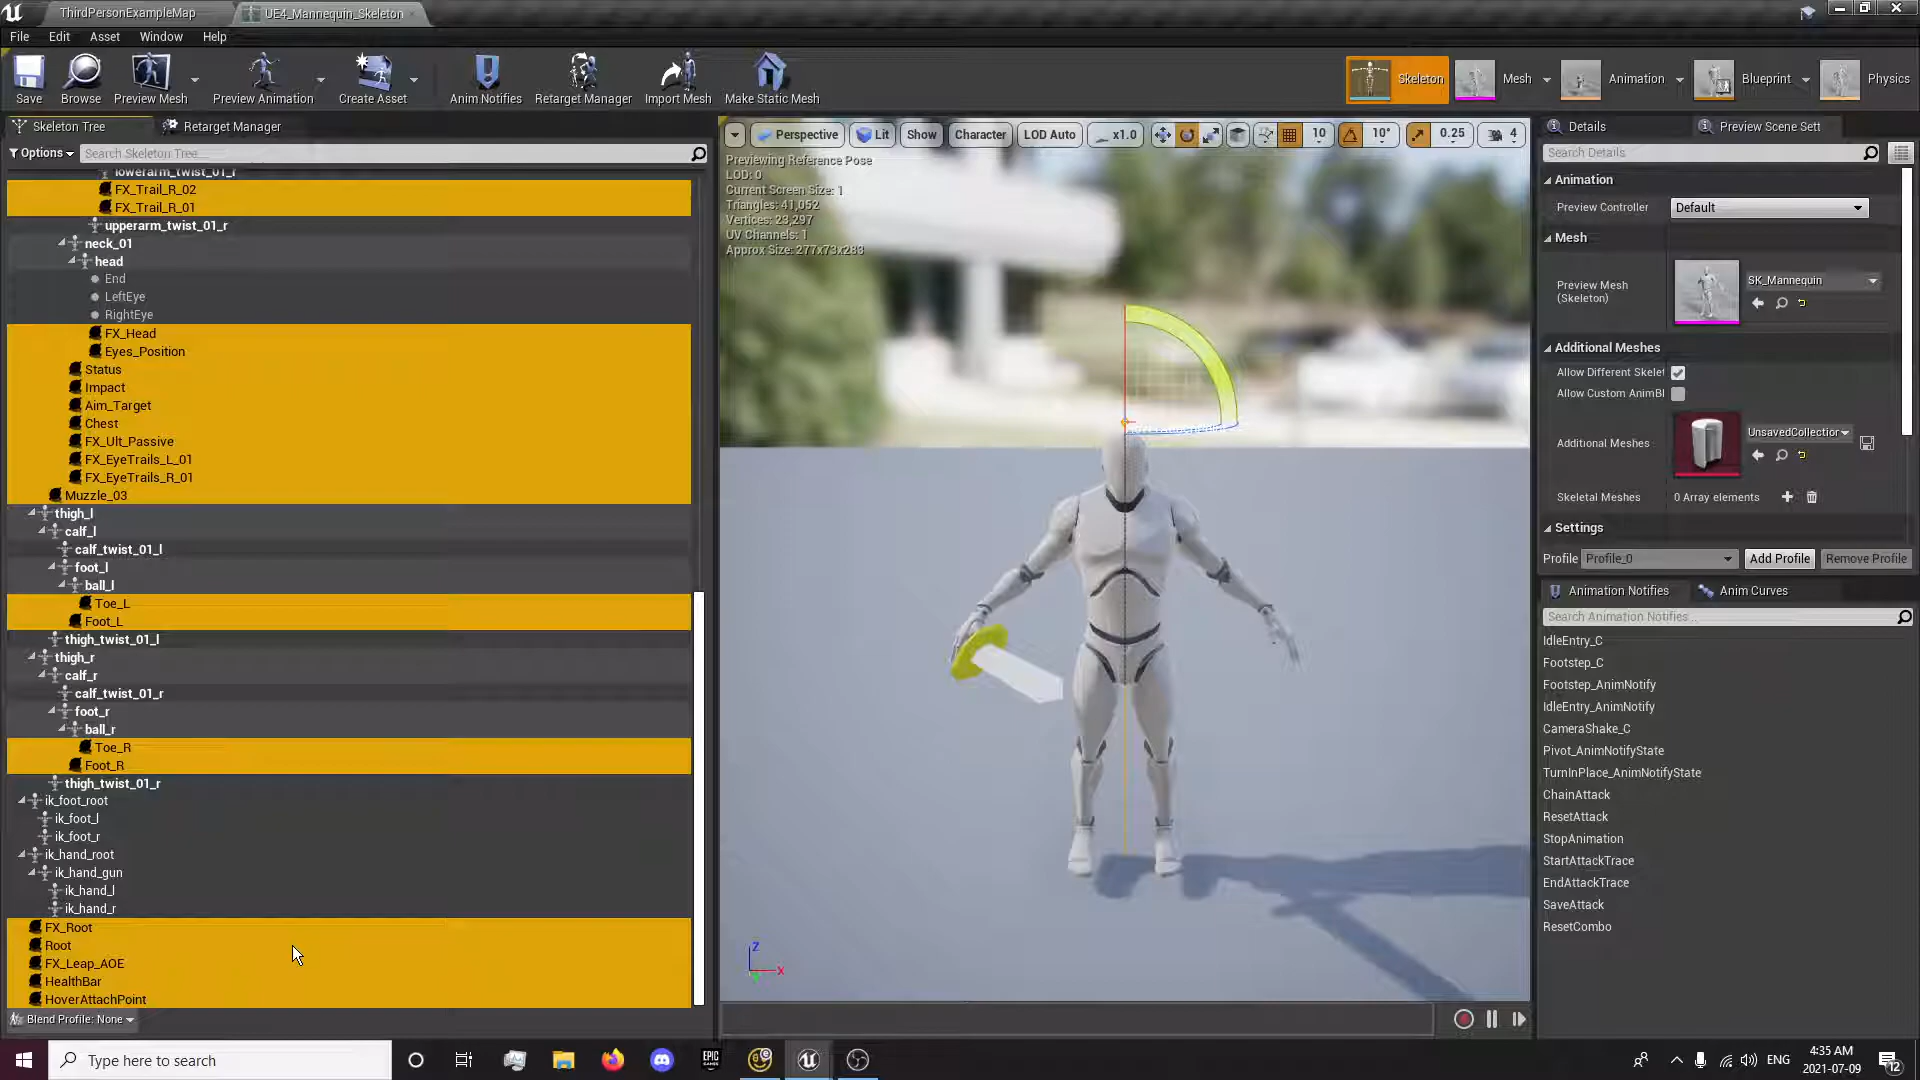 ThirdPersonExampleMap
UE4_Mannequin_Skeleton
File Edit Asset Window Help
Save Browse Preview Mesh Preview Animation Create Asset Anim Notifies Retarget Manager Import Mesh Make Static Mesh
Skeleton Mesh Animation Blueprint Physics
Skeleton Tree Retarget Manager
Options Search Skeleton Tree...
lowerarm_twist_01_r
FX_Trail_R_02
FX_Trail_R_01
upperarm_twist_01_r
neck_01
head
End
LeftEye
RightEye
FX_Head
Eyes_Position
Status
Impact
Aim_Target
Chest
FX_Ult_Passive
FX_EyeTrails_L_01
FX_EyeTrails_R_01
Muzzle_03
thigh_l
calf_l
calf_twist_01_l
foot_l
ball_l
Toe_L
Foot_L
thigh_twist_01_l
thigh_r
calf_r
calf_twist_01_r
foot_r
ball_r
Toe_R
Foot_R
thigh_twist_01_r
ik_foot_root
ik_foot_l
ik_foot_r
ik_hand_root
ik_hand_gun
ik_hand_l
ik_hand_r
FX_Root
Root
FX_Leap_AOE
HealthBar
HoverAttachPoint
Blend Profile: None
Perspective Lit Show Character LOD Auto x1.0 10 10° 0.25 4
Previewing Reference Pose
LOD: 0
Current Screen Size: 1
Triangles: 41,052
Vertices: 23,297
UV Channels: 1
Approx Size: 277x73x283
Z
X
Details Preview Scene Sett
Search Details
Animation
Preview Controller Default
Mesh
Preview Mesh
(Skeleton)
SK_Mannequin
Additional Meshes
Allow Different Skelet
Allow Custom AnimBl
Additional Meshes UnsavedCollection
Skeletal Meshes 0 Array elements
Settings
Profile Profile_0 Add Profile Remove Profile
Animation Notifies Anim Curves
Search Animation Notifies...
IdleEntry_C
Footstep_C
Footstep_AnimNotify
IdleEntry_AnimNotify
CameraShake_C
Pivot_AnimNotifyState
TurnInPlace_AnimNotifyState
ChainAttack
ResetAttack
StopAnimation
StartAttackTrace
EndAttackTrace
SaveAttack
ResetCombo
Type here to search
EPIC GAMES
ENG
4:35 AM
2021-07-09
12